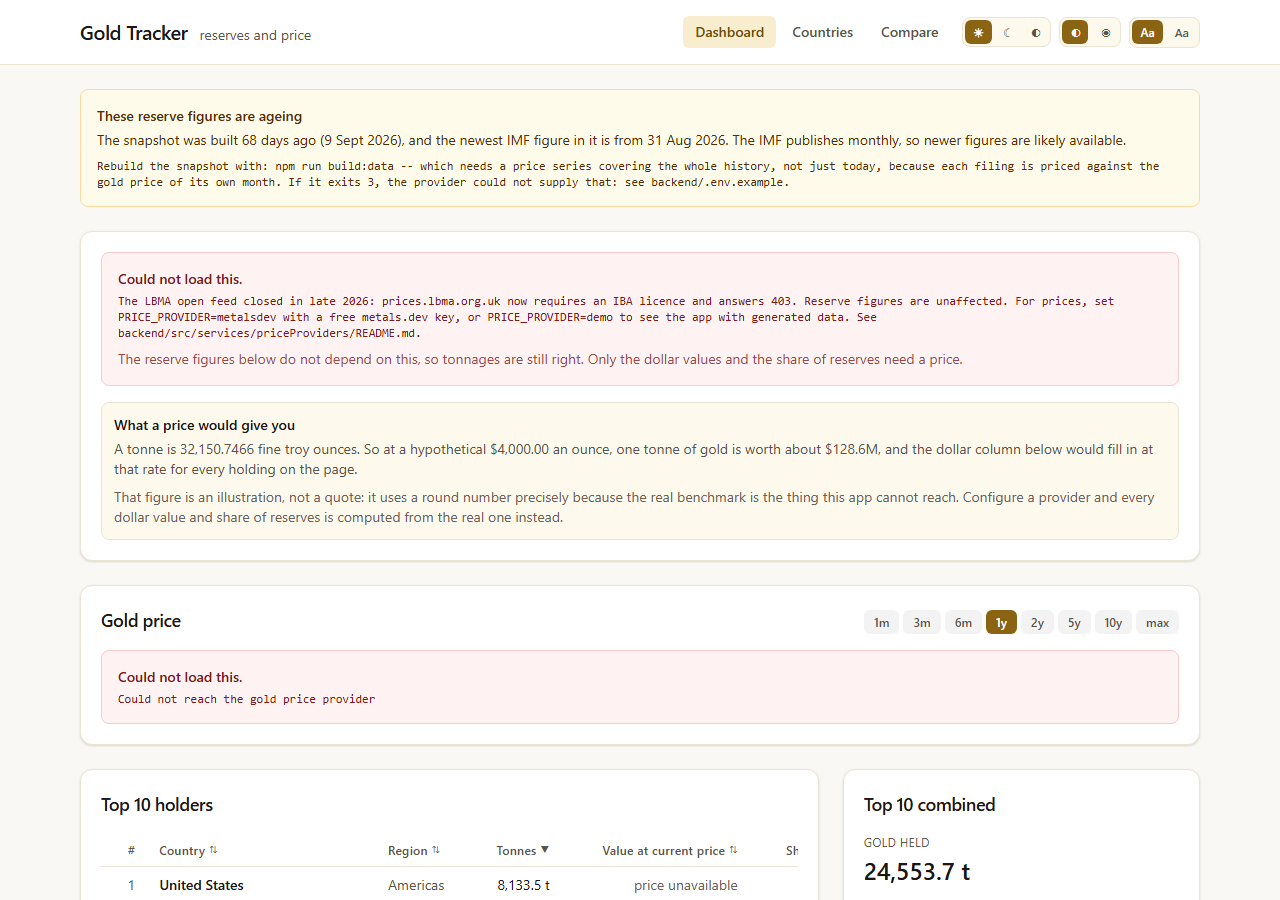 Gold Tracker reserves and price
Dashboard Countries Compare Aa Aa
These reserve figures are ageing
The snapshot was built 68 days ago (9 Sept 2026), and the newest IMF figure in it is from 31 Aug 2026. The IMF publishes monthly, so newer figures are likely available.
Rebuild the snapshot with: npm run build:data -- which needs a price series covering the whole history, not just today, because each filing is priced against the
gold price of its own month. If it exits 3, the provider could not supply that: see backend/.env.example.
Could not load this.
The LBMA open feed closed in late 2026: prices.lbma.org.uk now requires an IBA licence and answers 403. Reserve figures are unaffected. For prices, set
PRICE_PROVIDER=metalsdev with a free metals.dev key, or PRICE_PROVIDER=demo to see the app with generated data. See
backend/src/services/priceProviders/README.md.
The reserve figures below do not depend on this, so tonnages are still right. Only the dollar values and the share of reserves need a price.
What a price would give you
A tonne is 32,150.7466 fine troy ounces. So at a hypothetical $4,000.00 an ounce, one tonne of gold is worth about $128.6M, and the dollar column below would fill in at
that rate for every holding on the page.
That figure is an illustration, not a quote: it uses a round number precisely because the real benchmark is the thing this app cannot reach. Configure a provider and every
dollar value and share of reserves is computed from the real one instead.
Gold price
1m 3m 6m 1y 2y 5y 10y max
Could not load this.
Could not reach the gold price provider
Top 10 holders
# Country ⇅ Region ⇅ Tonnes ▼ Value at current price ⇅ Sh
1 United States Americas 8,133.5 t price unavailable
Top 10 combined
GOLD HELD
24,553.7 t